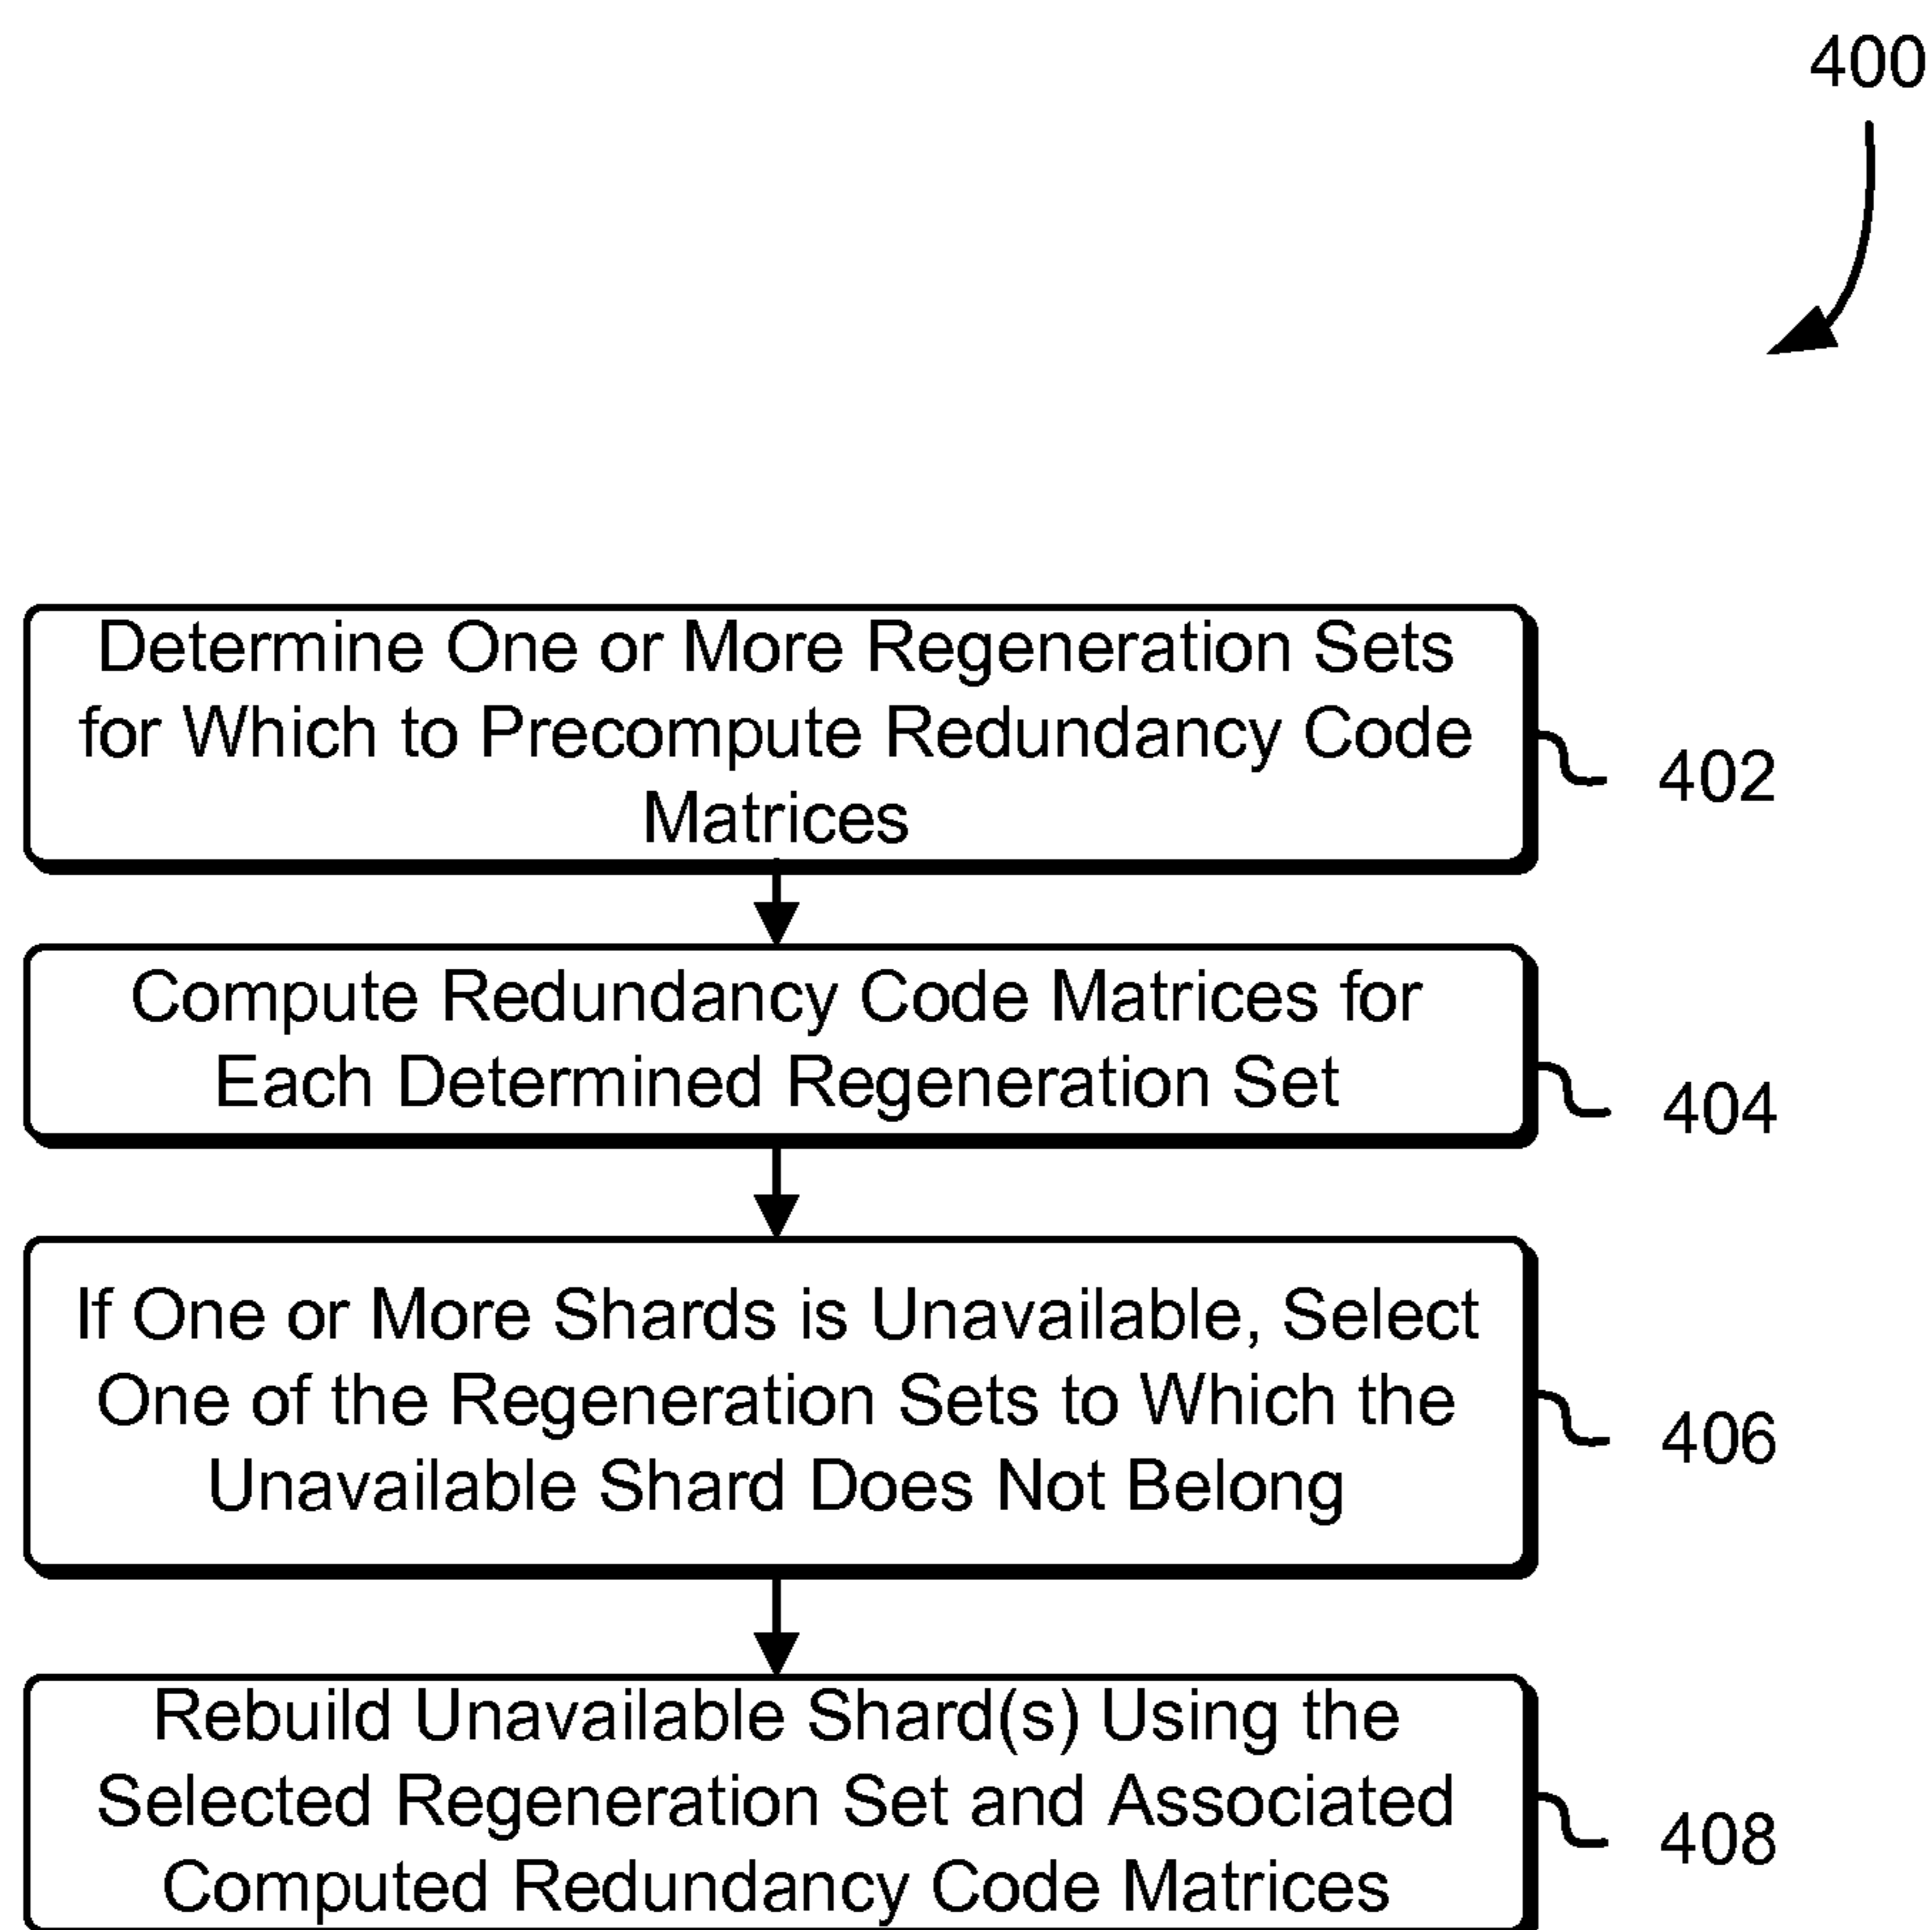 400
Determine One or More Regeneration Sets
for Which to Precompute Redundancy Code
Matrices
402
Compute Redundancy Code Matrices for
Each Determined Regeneration Set
404
If One or More Shards is Unavailable, Select
One of the Regeneration Sets to Which the
Unavailable Shard Does Not Belong
406
Rebuild Unavailable Shard(s) Using the
Selected Regeneration Set and Associated
Computed Redundancy Code Matrices
408